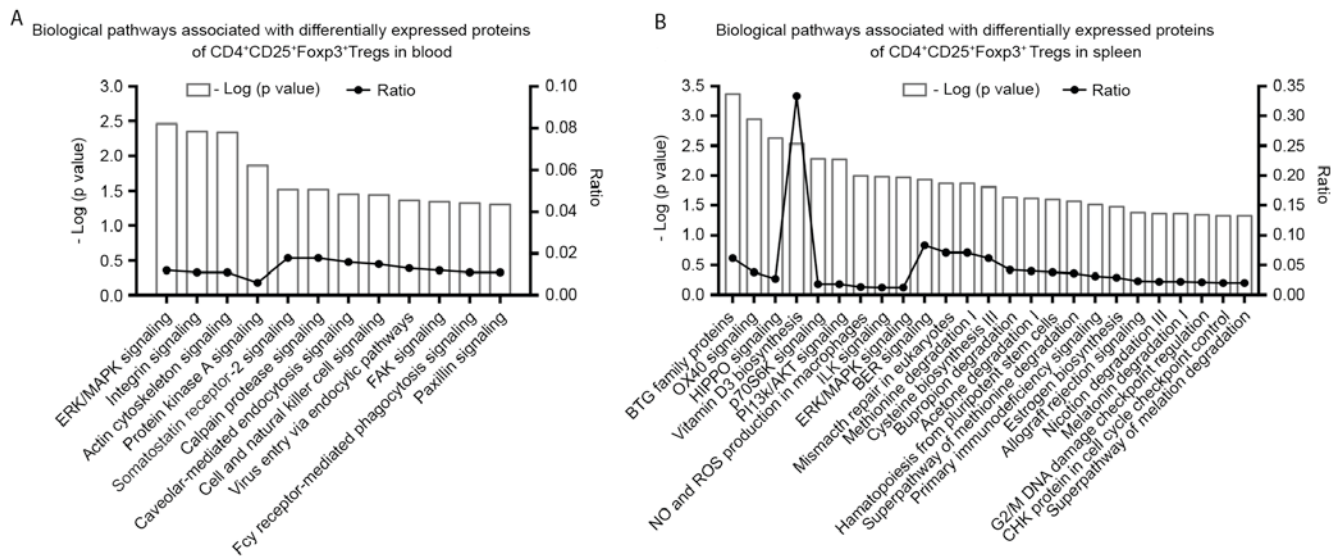 A
Biological pathways associated with differentially expressed proteins
of CD4⁺CD25⁺Foxp3⁺Tregs in blood
- Log (p value)
Ratio
3.0
2.5
2.0
1.5
1.0
0.5
0.0
- Log (p value)
0.10
0.08
0.06
0.04
0.02
0.00
Ratio
ERK/MAPK signaling
Integrin signaling
Actin cytoskeleton signaling
Protein kinase A signaling
Somatostatin receptor-2 signaling
Calpain protease signaling
Caveolar-mediated endocytosis signaling
Cell and natural killer cell signaling
Virus entry via endocytic pathways
FAK signaling
Fcy receptor-mediated phagocytosis signaling
Paxillin signaling
B
Biological pathways associated with differentially expressed proteins
of CD4⁺CD25⁺Foxp3⁺ Tregs in spleen
- Log (p value)
Ratio
3.5
3.0
2.5
2.0
1.5
1.0
0.5
0.0
- Log (p value)
0.35
0.30
0.25
0.20
0.15
0.10
0.05
0.00
Ratio
BTG family proteins
OX40 signaling
HIPPO signaling
Vitamin D3 biosynthesis
p70S6K signaling
PI13k/AKT signaling
NO and ROS production in macrophages
ILK signaling
ERK/MAPK signaling
BER signaling
Mismacth repair in eukaryotes
Methionine degradation I
Cysteine biosynthesis III
Bupropion degradation
Acetone degradation I
Hamatopoiesis from pluripotent stem cells
Superpathway of methionine degradation
Primary immunodeficiency signaling
Estrogen biosynthesis
Allograft rejection signaling
Nicotion degradation III
Melatonin degradation I
G2/M DNA damage checkpoint regulation
CHK protein in cell cycle checkpoint control
Superpathway of melation degradation